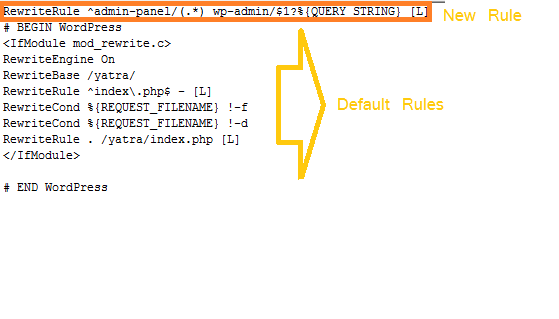 RewriteRule ^admin-panel/(.*) wp-admin/$1?%{QUERY_STRING} [L]
New Rule
# BEGIN WordPress
<IfModule mod_rewrite.c>
RewriteEngine On
RewriteBase /yatra/
RewriteRule ^index\.php$ - [L]
RewriteCond %{REQUEST_FILENAME} !-f
Default Rules
RewriteCond %{REQUEST_FILENAME} !-d
RewriteRule . /yatra/index.php [L]
</IfModule>
# END WordPress